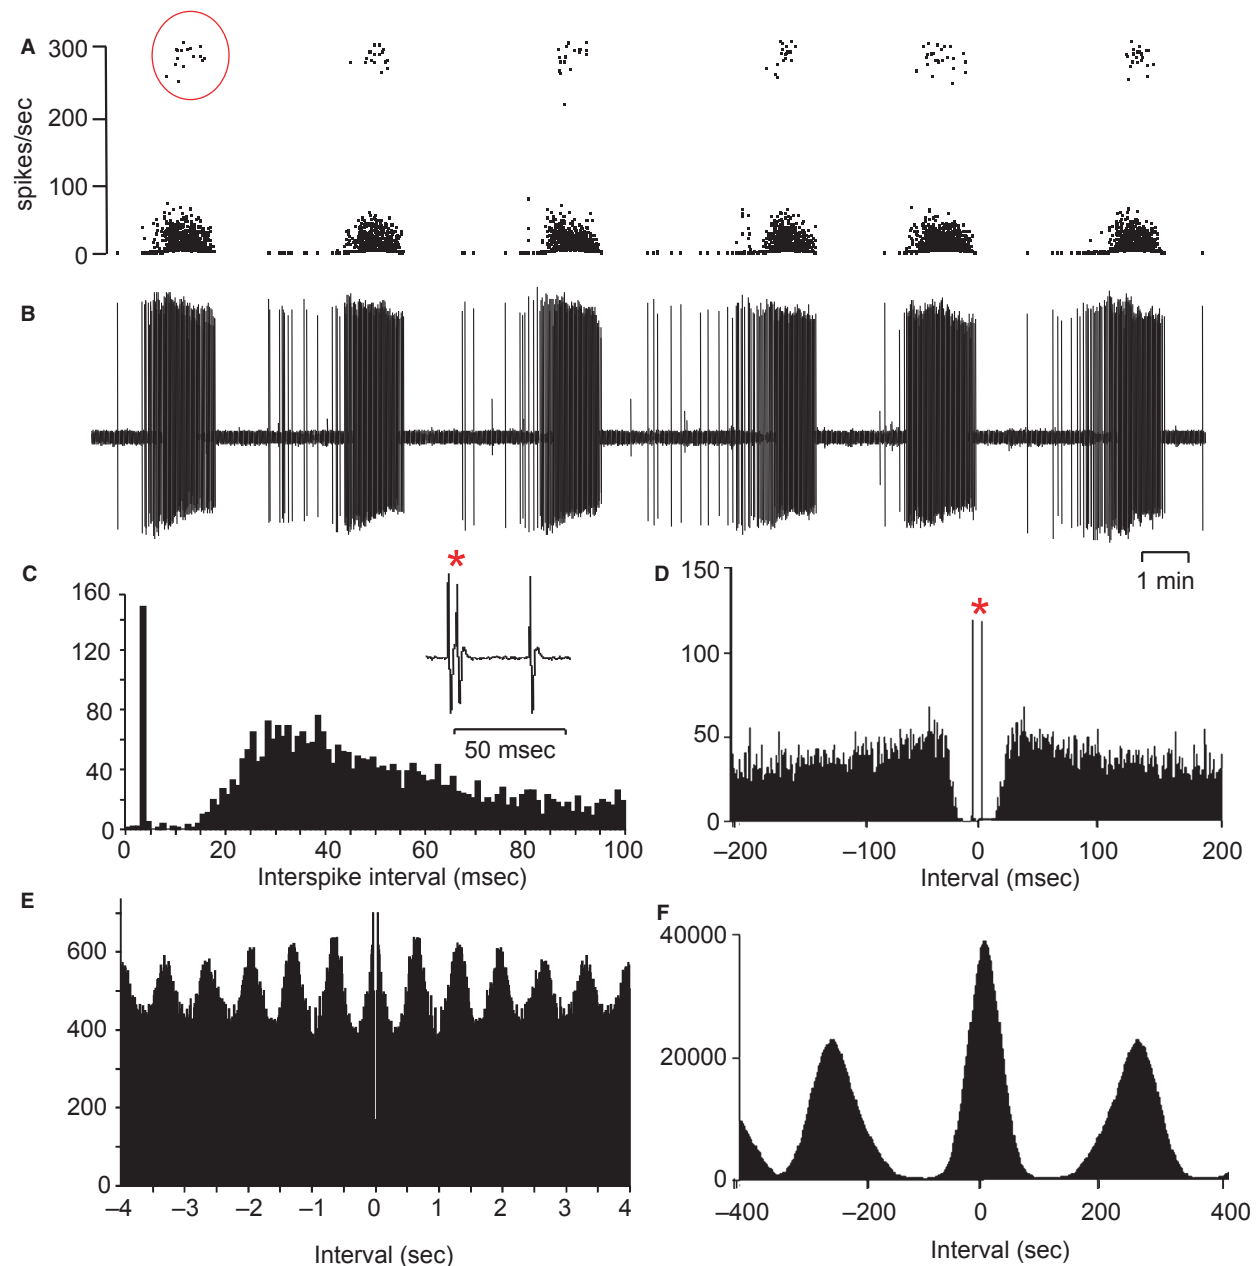 A
spikes/sec
300
200
100
0
B
1 min
C
160
120
80
40
0
*
50 msec
0 20 40 60 80 100
Interspike interval (msec)
D
150
100
50
0
*
–200 –100 0 100 200
Interval (msec)
E
600
400
200
0
–4 –3 –2 –1 0 1 2 3 4
Interval (sec)
F
40000
20000
0
–400 –200 0 200 400
Interval (sec)